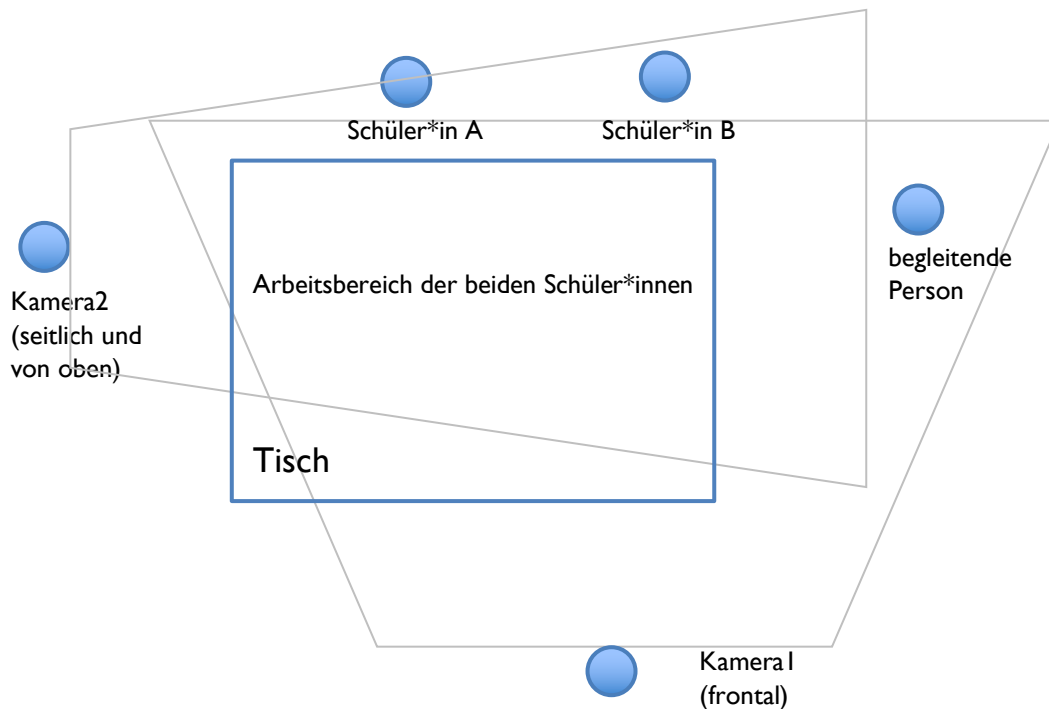 Schüler*in A
Schüler*in B
begleitende
Person
Arbeitsbereich der beiden Schüler*innen
Kamera2
(seitlich und
von oben)
Tisch
Kamera1
(frontal)